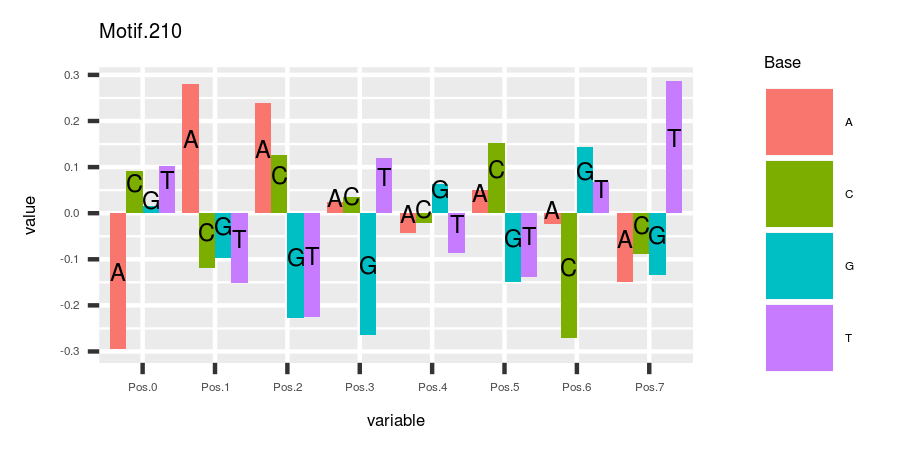 Motif.210
Base
0.3
0.2
0.1
0.0
-0.1
-0.2
-0.3
value
A C G T
A C G T
A C G T
A C G T
A C G T
A C G T
A C G T
A C G T
Pos.0 Pos.1 Pos.2 Pos.3 Pos.4 Pos.5 Pos.6 Pos.7
variable
A
C
G
T